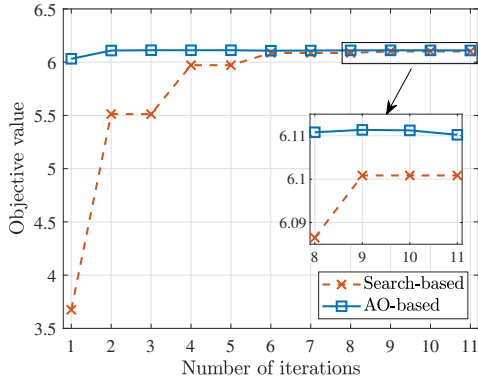 6.5
6
5.5
5
4.5
4
3.5
Objective value
1 2 3 4 5 6 7 8 9 10 11
Number of iterations
6.11
6.1
6.09
8 9 10 11
Search-based
AO-based